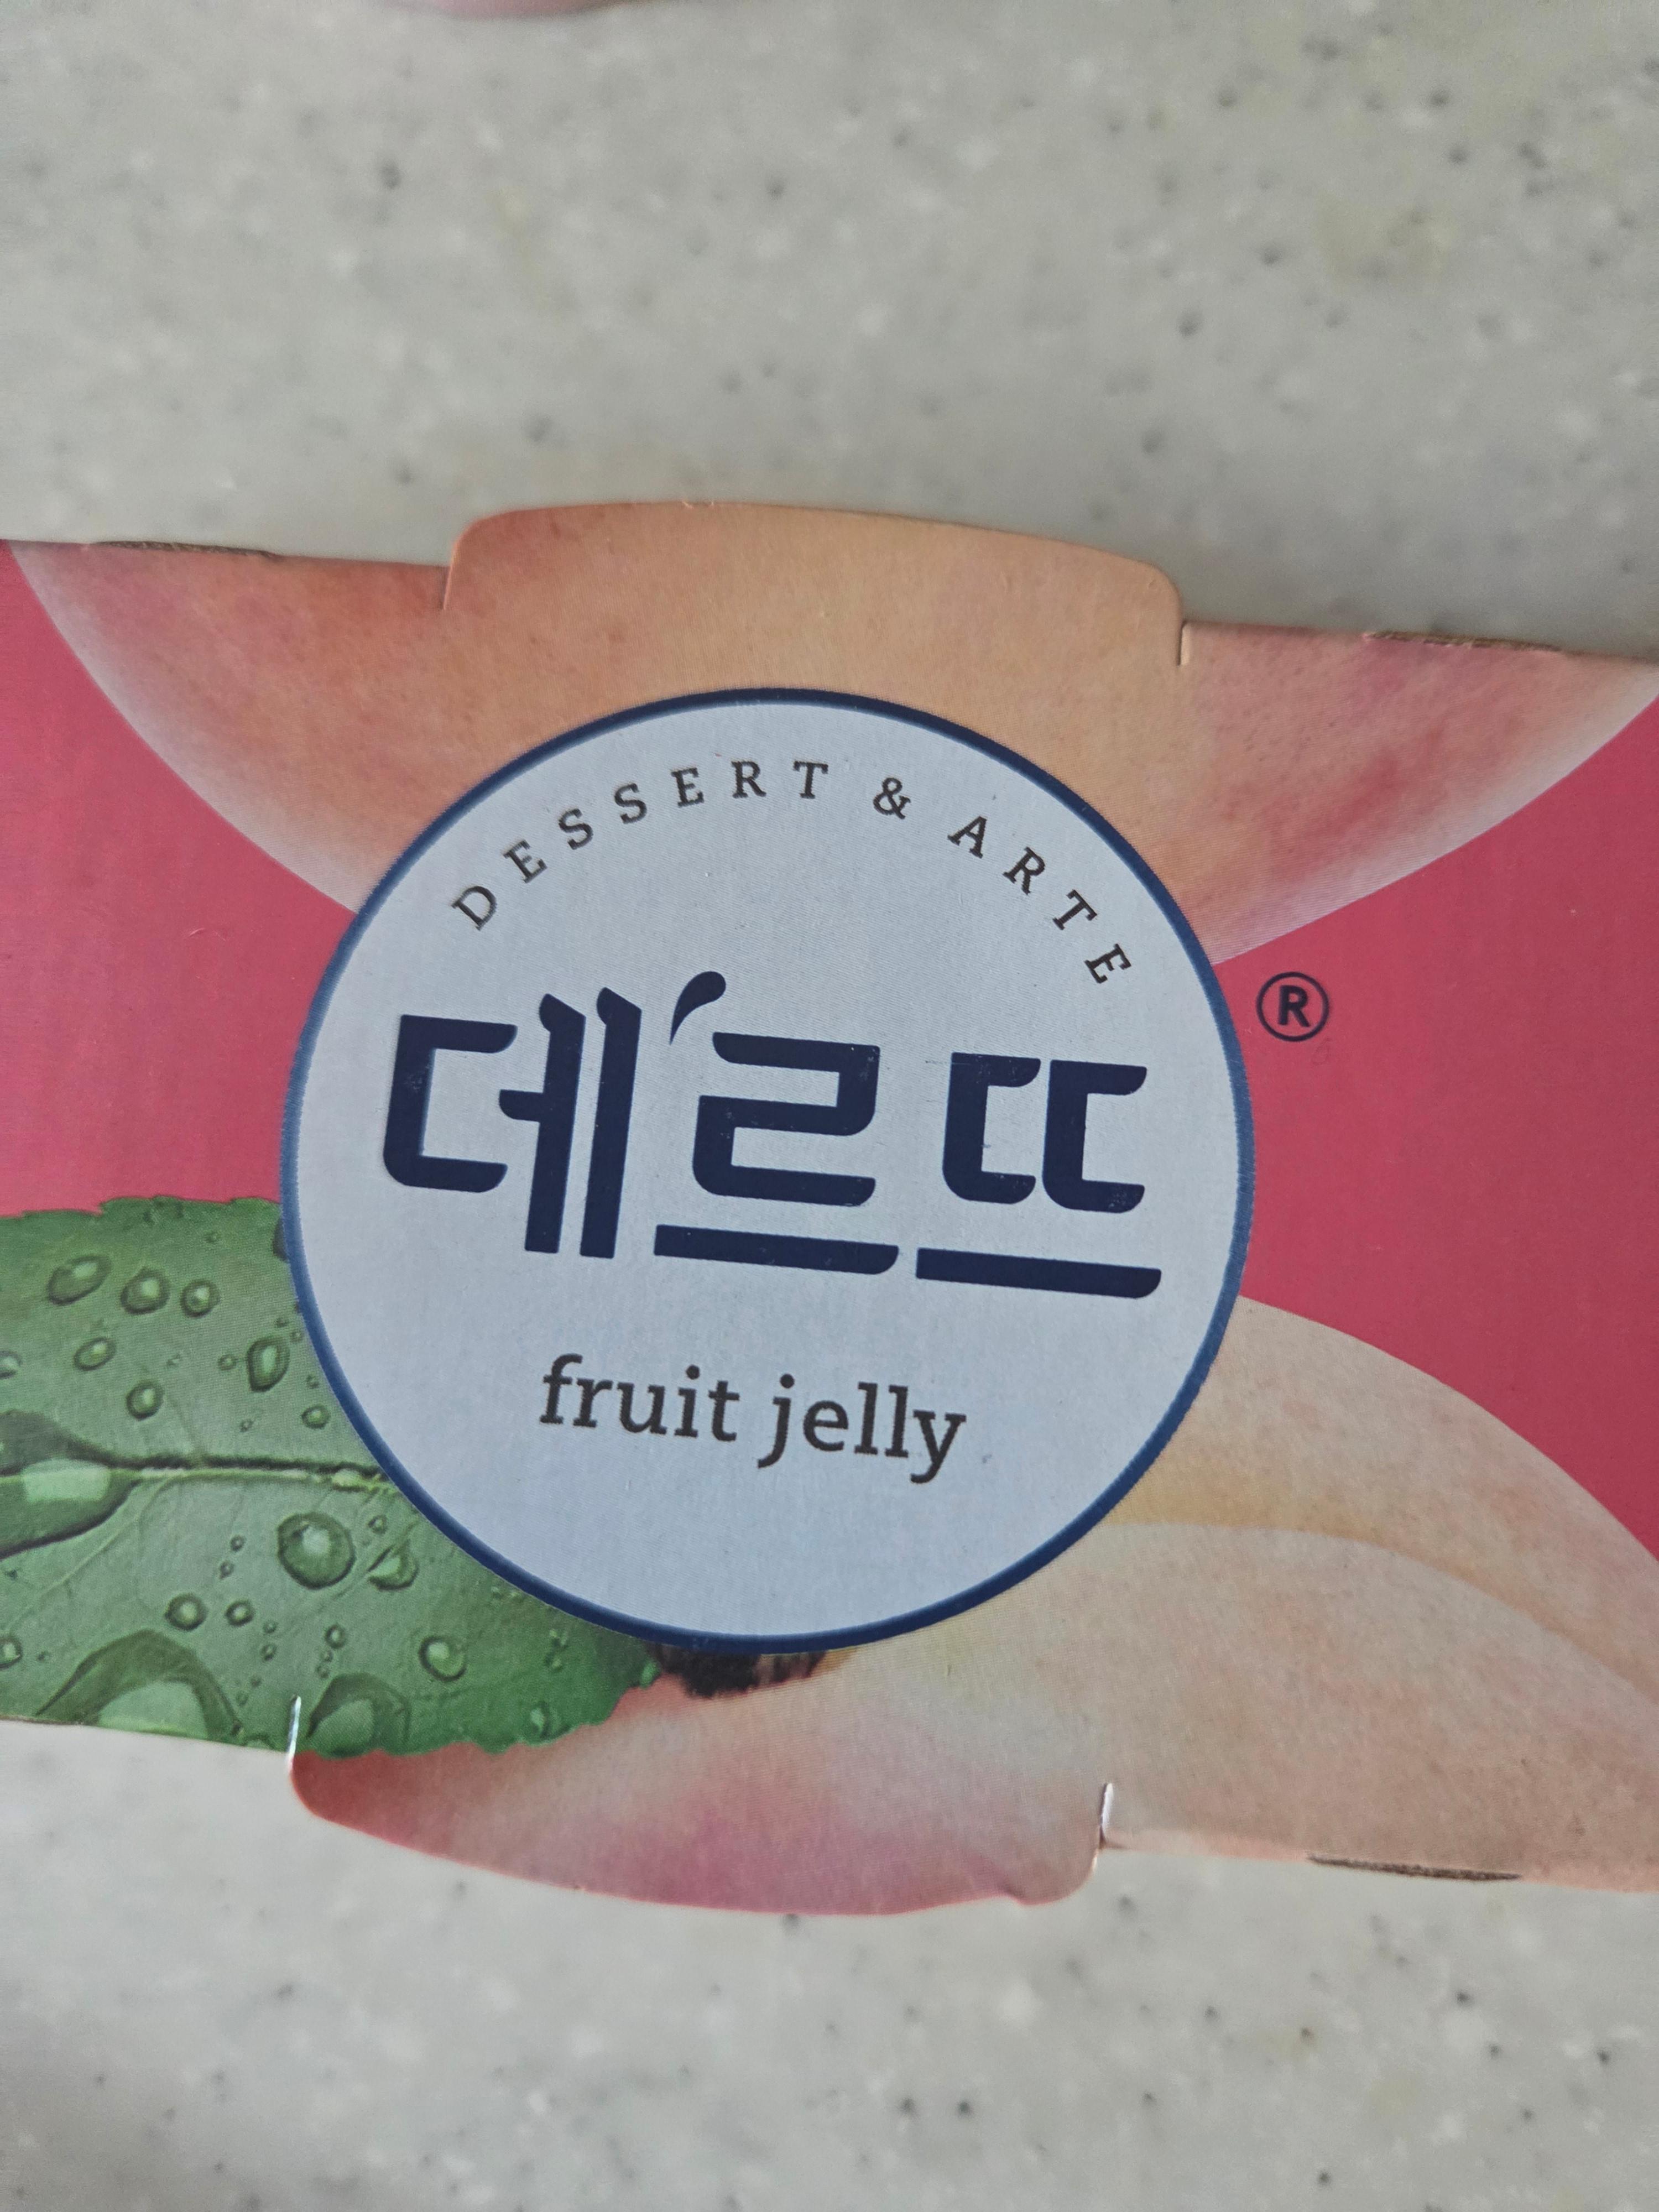 DESSERT & ARTE
데르뜨
®
fruit jelly